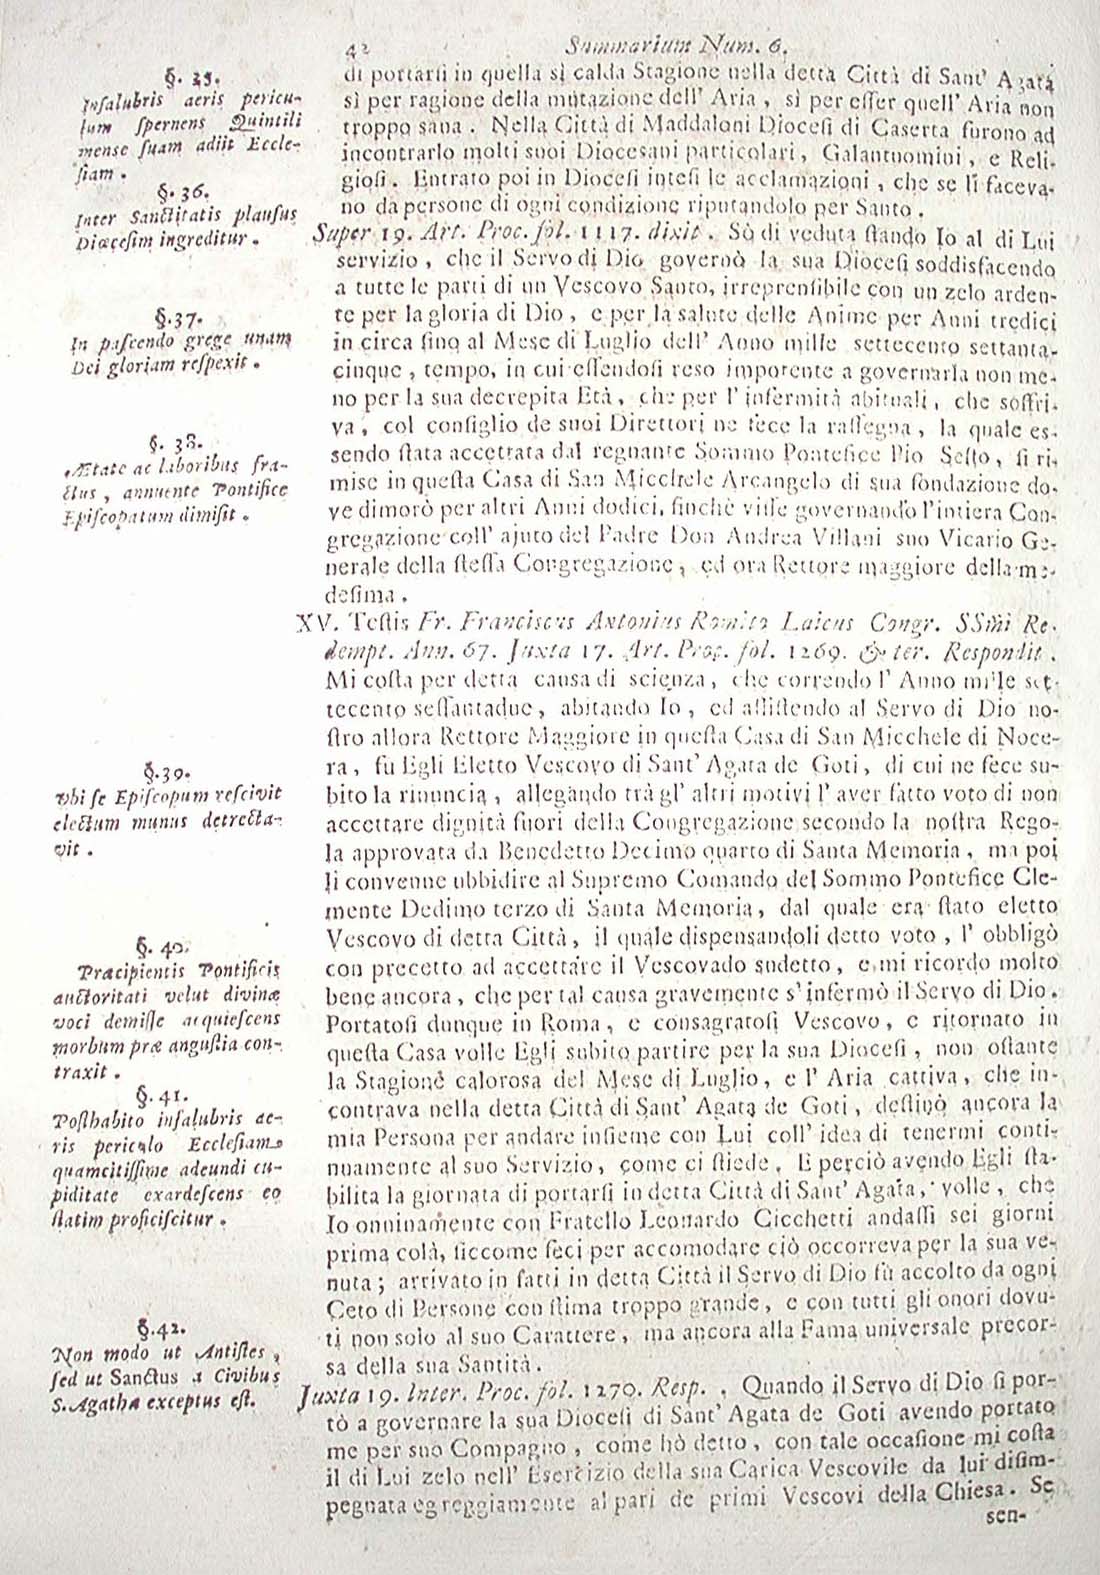 42 Summarium Num. 6.
§. 35.
Insalubris aeris pericu-
lum spernens Quintili
mense suam adiit Eccle-
siam.
§. 36.
Inter Sanctitatis plausus
Diœcesim ingreditur.
§. 37.
In pascendo grege unam
Dei gloriam respexit.
§. 38.
Ætate ac laboribus fra-
ctus, annuente Pontifice
Episcopatum dimisit.
§. 39.
Ubi se Episcopum rescivit
electum munus detrecta-
vit.
§. 40.
Præcipientis Pontificis
auctoritati velut divinæ
voci demisse acquiescens
morbum præ angustia con-
traxit.
§. 41.
Posthabito insalubris ae-
ris periculo Ecclesiam
quamcitissime adeundi cu-
piditate exardescens eo
statim proficiscitur.
§. 42.
Non modo ut Antistes,
sed ut Sanctus a Civibus
S. Agathæ exceptus est.
di portarsi in quella sì calda Stagione nella detta Città di Sant' Agata
sì per ragione della mutazione dell' Aria, sì per esser quell' Aria non
troppo sana. Nella Città di Maddaloni Diocesi di Caserta furono ad
incontrarlo molti suoi Diocesani particolari, Galantuomini, e Reli-
giosi. Entrato poi in Diocesi intesi le acclamazioni, che se li faceva-
no da persone di ogni condizione riputandolo per Santo.
Super 19. Art. Proc. fol. 1117. dixit. Sò di veduta stando Io al di Lui
servizio, che il Servo di Dio governò la sua Diocesi soddisfacendo
a tutte le parti di un Vescovo Santo, irreprensibile con un zelo arden-
te per la gloria di Dio, e per la salute delle Anime per Anni tredici
in circa sino al Mese di Luglio dell' Anno mille settecento settanta-
cinque, tempo, in cui essendosi reso impotente a governarla non me-
no per la sua decrepita Età, che per l' infermità abituali, che soffri-
va, col consiglio de suoi Direttori ne fece la rassegna, la quale es-
sendo stata accettata dal regnante Sommo Pontefice Pio Sesto, si ri-
mise in questa Casa di San Micchele Arcangelo di sua fondazione do-
ve dimorò per altri Anni dodici, finchè visse governando l'intiera Con-
gregazione coll' ajuto del Padre Don Andrea Villani suo Vicario Ge-
nerale della stessa Congregazione, ed ora Rettore maggiore della me-
desima.
XV. Testis Fr. Franciscus Antonius Romito Laicus Congr. SSmi Re-
dempt. Ann. 67. Juxta 17. Art. Proc. fol. 1269. & ter. Respondit.
Mi costa per detta causa di scienza, che correndo l' Anno mille set-
tecento sessantadue, abitando Io, ed assistendo al Servo di Dio no-
stro allora Rettore Maggiore in questa Casa di San Micchele di Noce-
ra, fù Egli Eletto Vescovo di Sant' Agata de Goti, di cui ne fece su-
bito la rinuncia, allegando trà gl' altri motivi l' aver fatto voto di non
accettare dignità fuori della Congregazione secondo la nostra Rego-
la approvata da Benedetto Decimo quarto di Santa Memoria, ma poi
li convenne ubbidire al Supremo Comando del Sommo Pontefice Cle-
mente Dedimo terzo di Santa Memoria, dal quale era stato eletto
Vescovo di detta Città, il quale dispensandoli detto voto, l' obbligò
con precetto ad accettare il Vescovado sudetto, e mi ricordo molto
bene ancora, che per tal causa gravemente s' infermò il Servo di Dio.
Portatosi dunque in Roma, e consagratosi Vescovo, e ritornato in
questa Casa volle Egli subito partire per la sua Diocesi, non ostante
la Stagione calorosa del Mese di Luglio, e l' Aria cattiva, che in-
contrava nella detta Città di Sant' Agata de Goti, destinò ancora la
mia Persona per andare insieme con Lui coll' idea di tenermi conti-
nuamente al suo Servizio, come ci stiede. E perciò avendo Egli sta-
bilita la giornata di portarsi in detta Città di Sant' Agata, volle, che
Io onninamente con Fratello Leonardo Cicchetti andassi sei giorni
prima colà, siccome feci per accomodare ciò occorreva per la sua ve-
nuta; arrivato in fatti in detta Città il Servo di Dio fù accolto da ogni
Ceto di Persone con stima troppo grande, e con tutti gli onori dovu-
ti non solo al suo Carattere, ma ancora alla Fama universale precor-
sa della sua Santità.
Juxta 19. Inter. Proc. fol. 1270. Resp. Quando il Servo di Dio si por-
tò a governare la sua Diocesi di Sant' Agata de Goti avendo portato
me per suo Compagno, come hò detto, con tale occasione mi costa
il di Lui zelo nell' Esercizio della sua Carica Vescovile da lui disim-
pegnata egreggiamente al pari de primi Vescovi della Chiesa. Se
sen-